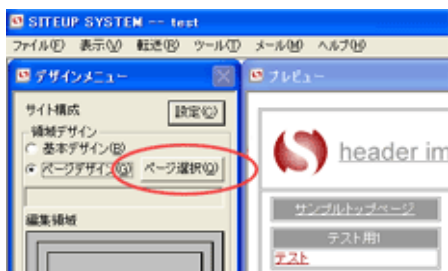 SITEUP SYSTEM -- test
ファイル(F) 表示(V) 転送(R) ツール(T) メール(M) ヘルプ(H)
デザインメニュー
サイト構成
設定(C)
領域デザイン
基本デザイン(B)
ページデザイン(G)
ページ選択(Q)
編集領域
プレビュー
header im
サンプルトップページ
テスト用1
テスト